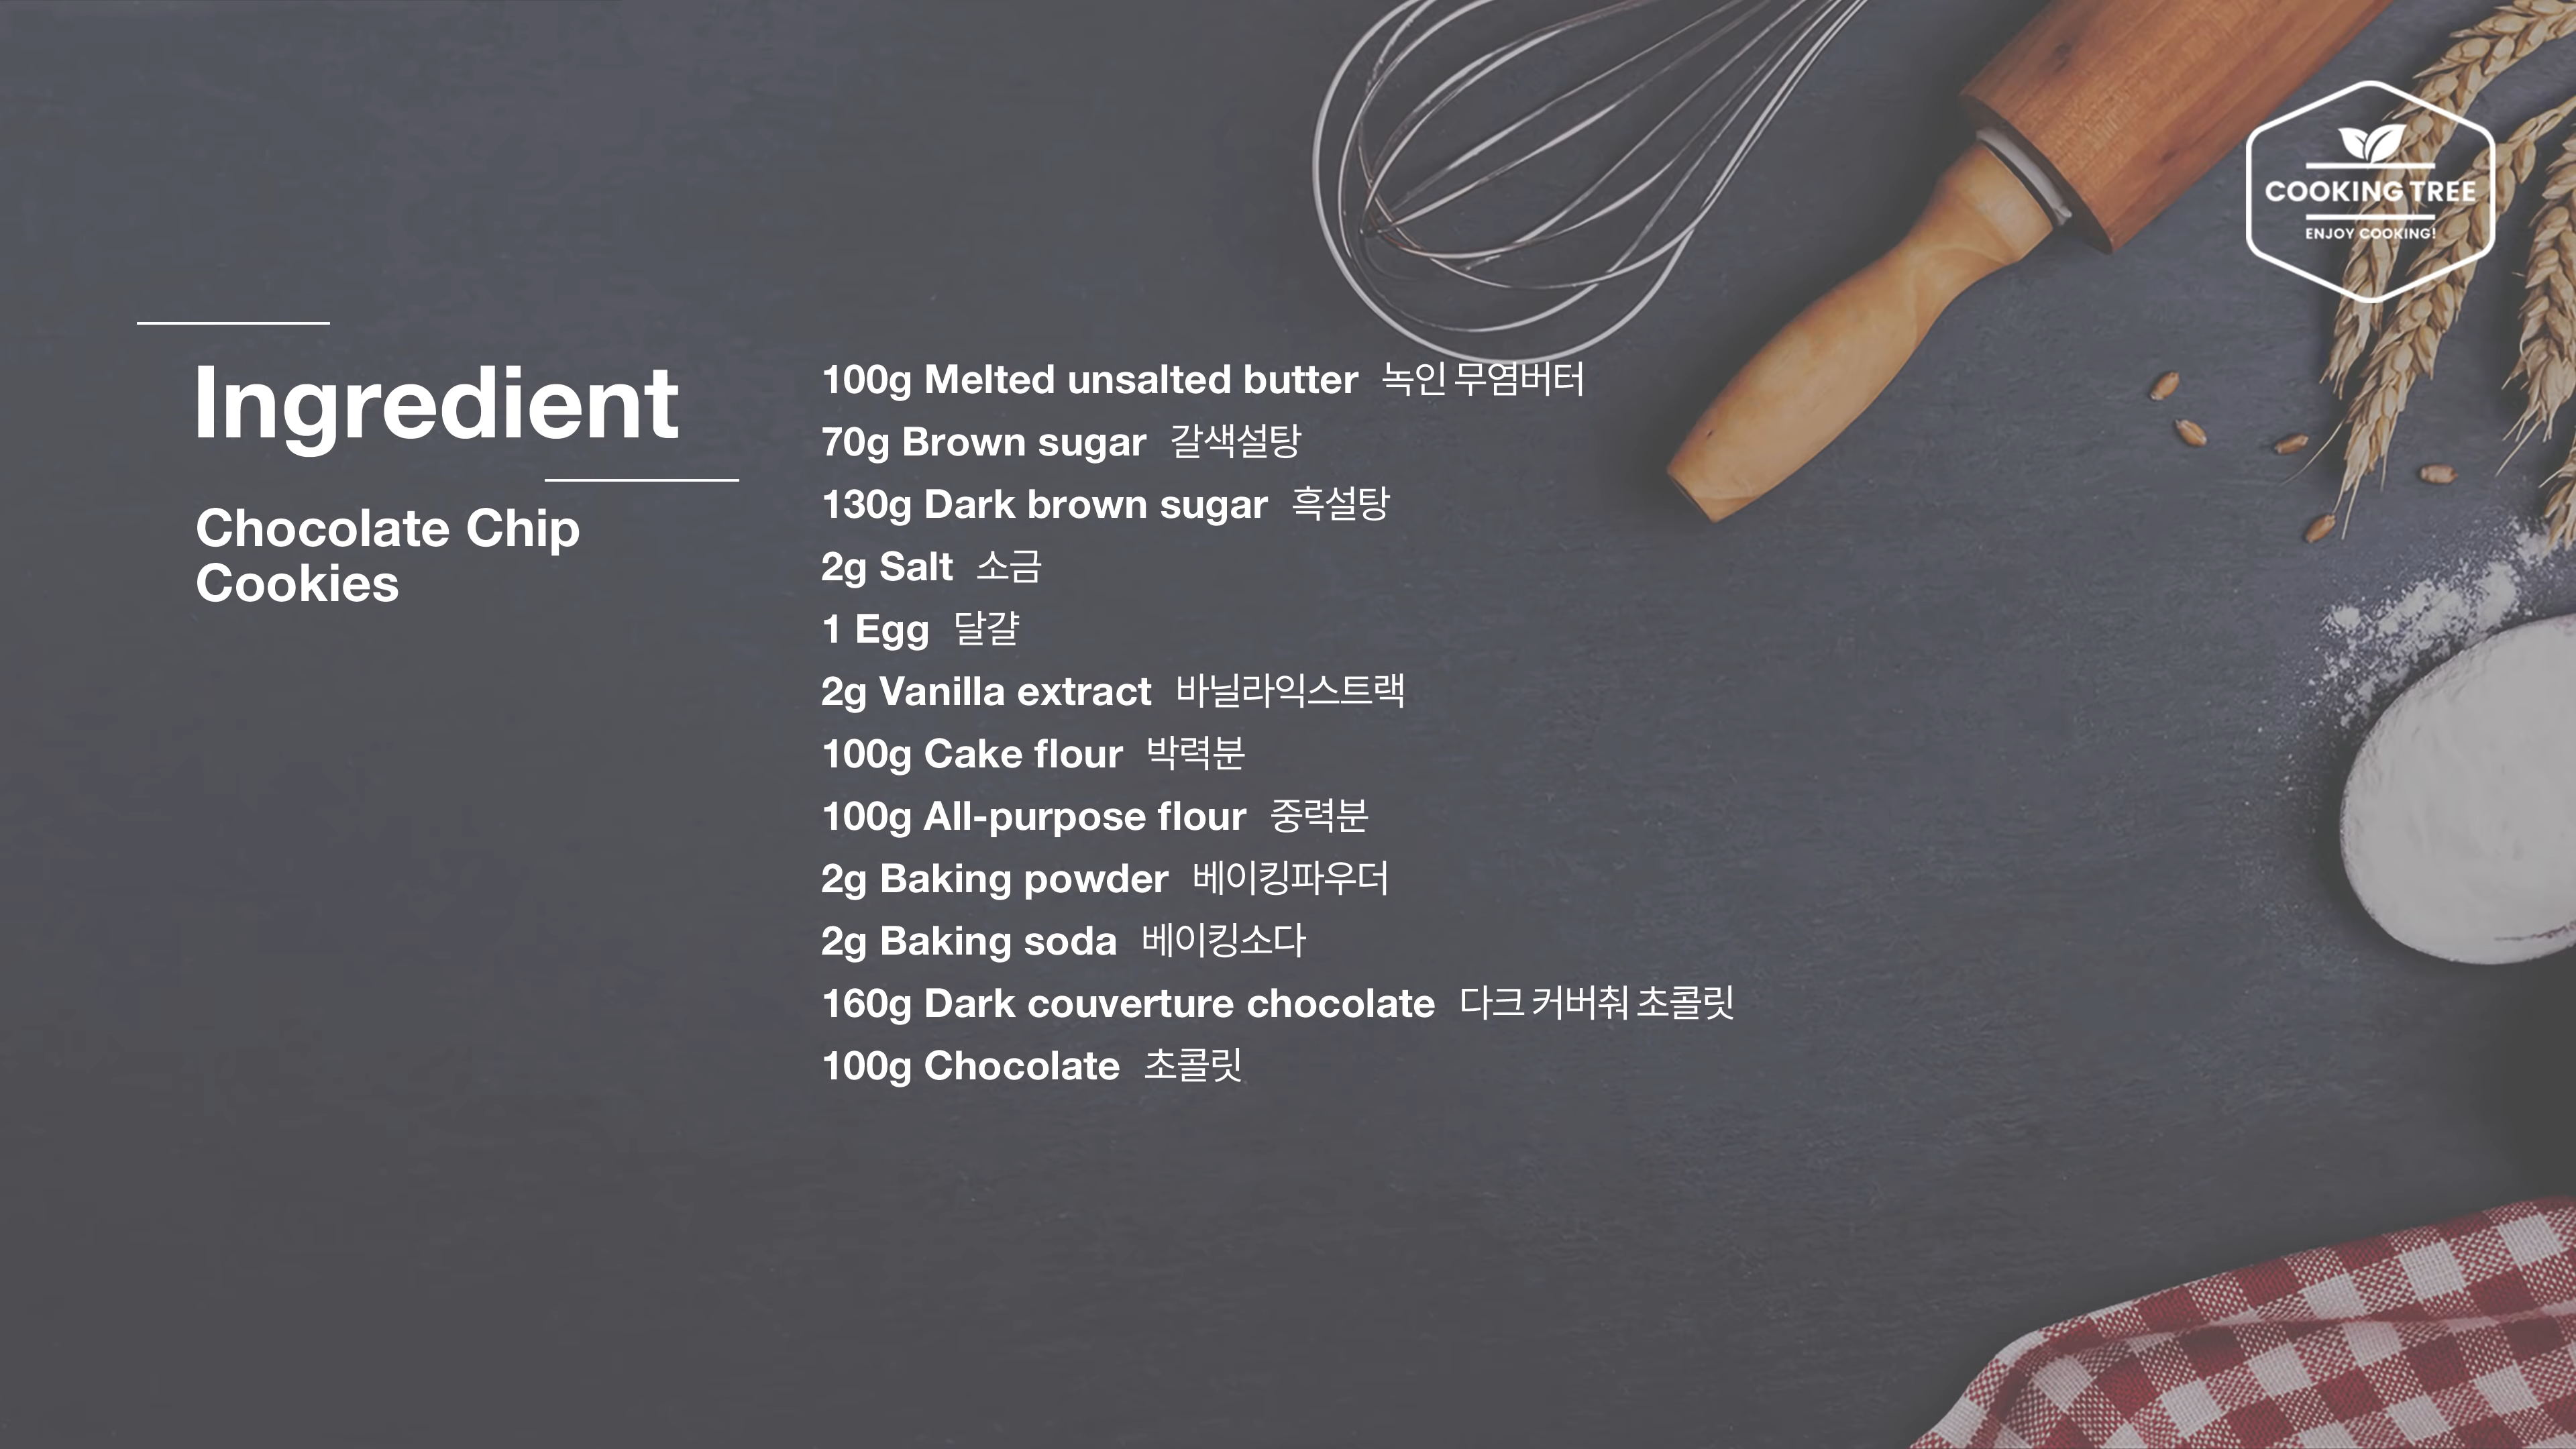 COOKING TREE
ENJOY COOKING!
Ingredient
Chocolate Chip
Cookies
100g Melted unsalted butter 녹인 무염버터
70g Brown sugar 갈색설탕
130g Dark brown sugar 흑설탕
2g Salt 소금
1 Egg 달걀
2g Vanilla extract 바닐라익스트랙
100g Cake flour 박력분
100g All-purpose flour 중력분
2g Baking powder 베이킹파우더
2g Baking soda 베이킹소다
160g Dark couverture chocolate 다크 커버춰 초콜릿
100g Chocolate 초콜릿